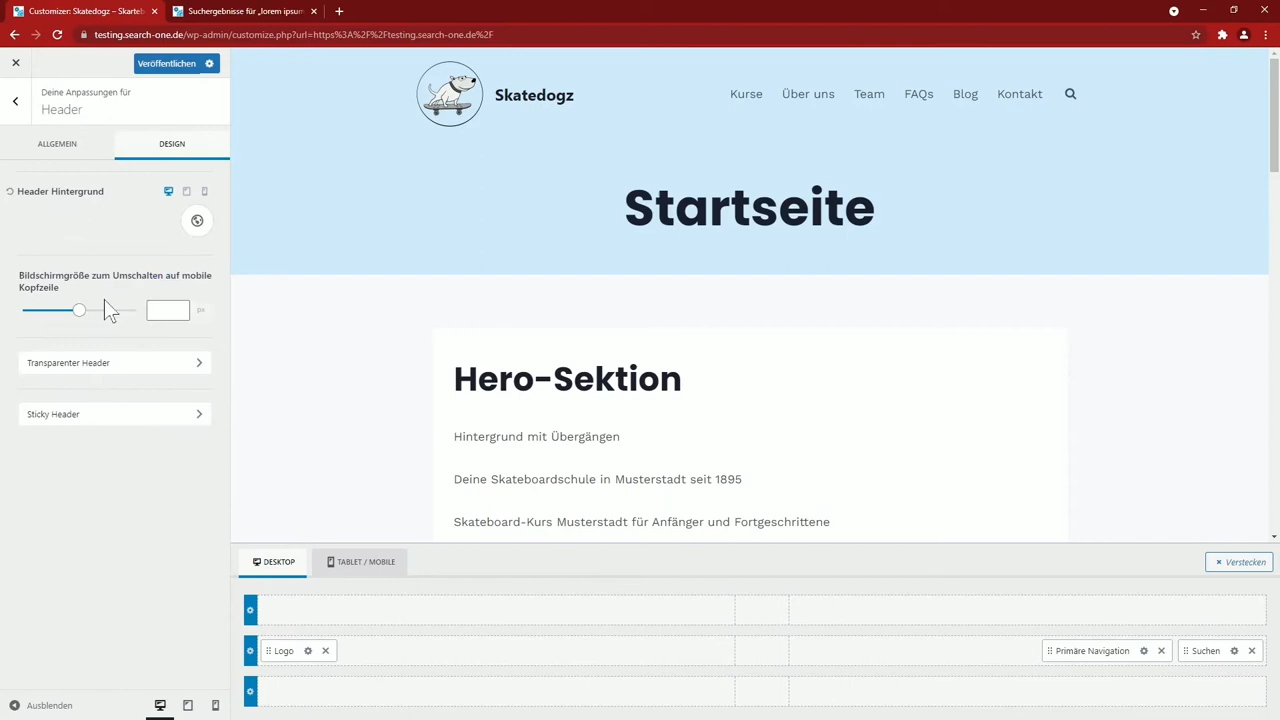 Customizer: Skatedogz – Skarteb
Suchergebnisse für „lorem ipsum
testing.search-one.de/wp-admin/customize.php?url=https%3A%2F%2Ftesting.search-one.de%2F
Veröffentlichen
Deine Anpassungen für
Header
ALLGEMEIN
DESIGN
Header Hintergrund
Bildschirmgröße zum Umschalten auf mobile
Kopfzeile
px
Transparenter Header
Sticky Header
Ausblenden
Skatedogz
Kurse
Über uns
Team
FAQs
Blog
Kontakt
Startseite
Hero-Sektion
Hintergrund mit Übergängen
Deine Skateboardschule in Musterstadt seit 1895
Skateboard-Kurs Musterstadt für Anfänger und Fortgeschrittene
DESKTOP
TABLET / MOBILE
Verstecken
Logo
Primäre Navigation
Suchen